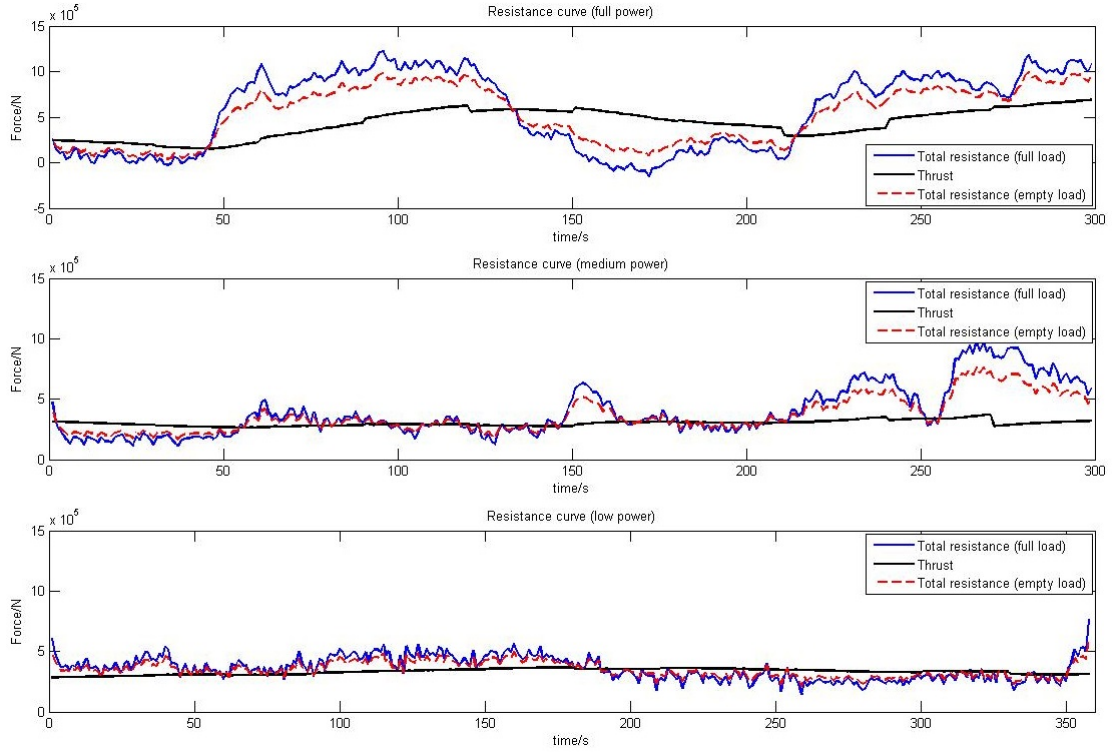 Resistance curve (full power)
x 10^5
15
10
5
0
-5
Force/N
Total resistance (full load)
Thrust
Total resistance (empty load)
0 50 100 150 200 250 300
time/s
Resistance curve (medium power)
x 10^5
15
10
5
0
Force/N
Total resistance (full load)
Thrust
Total resistance (empty load)
0 50 100 150 200 250 300
time/s
Resistance curve (low power)
x 10^5
15
10
5
0
Force/N
Total resistance (full load)
Thrust
Total resistance (empty load)
0 50 100 150 200 250 300 350
time/s